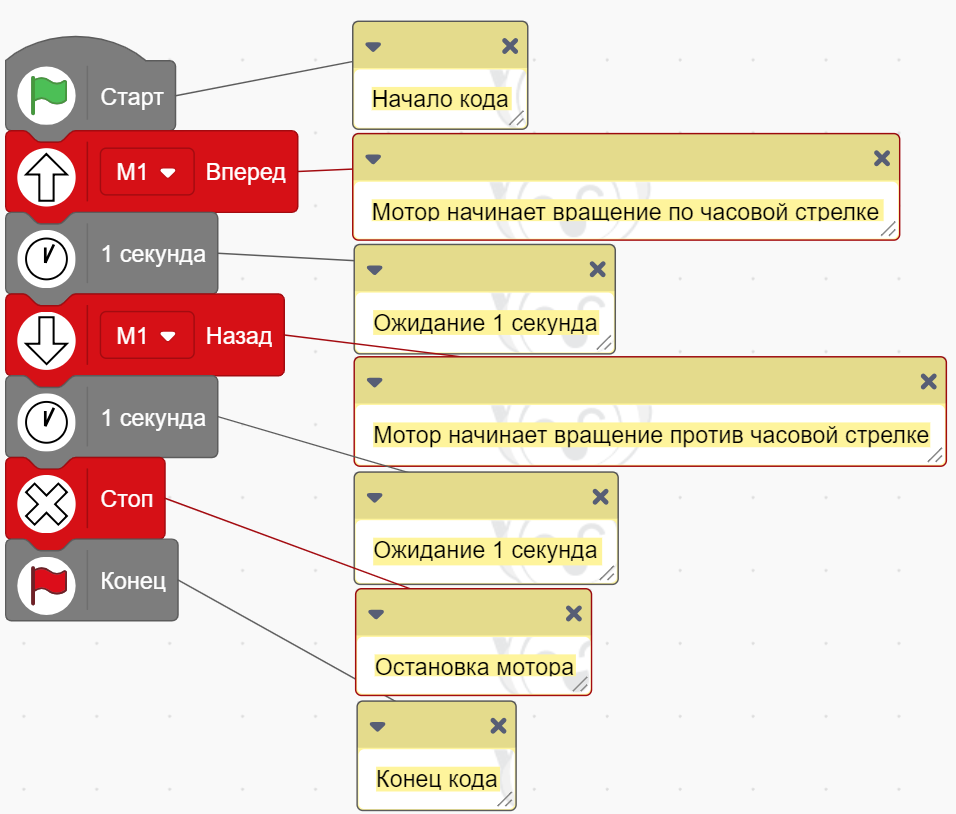 Старт
Начало кода
M1 Вперед
Мотор начинает вращение по часовой стрелке
1 секунда
Ожидание 1 секунда
M1 Назад
Мотор начинает вращение против часовой стрелке
1 секунда
Ожидание 1 секунда
Стоп
Остановка мотора
Конец
Конец кода